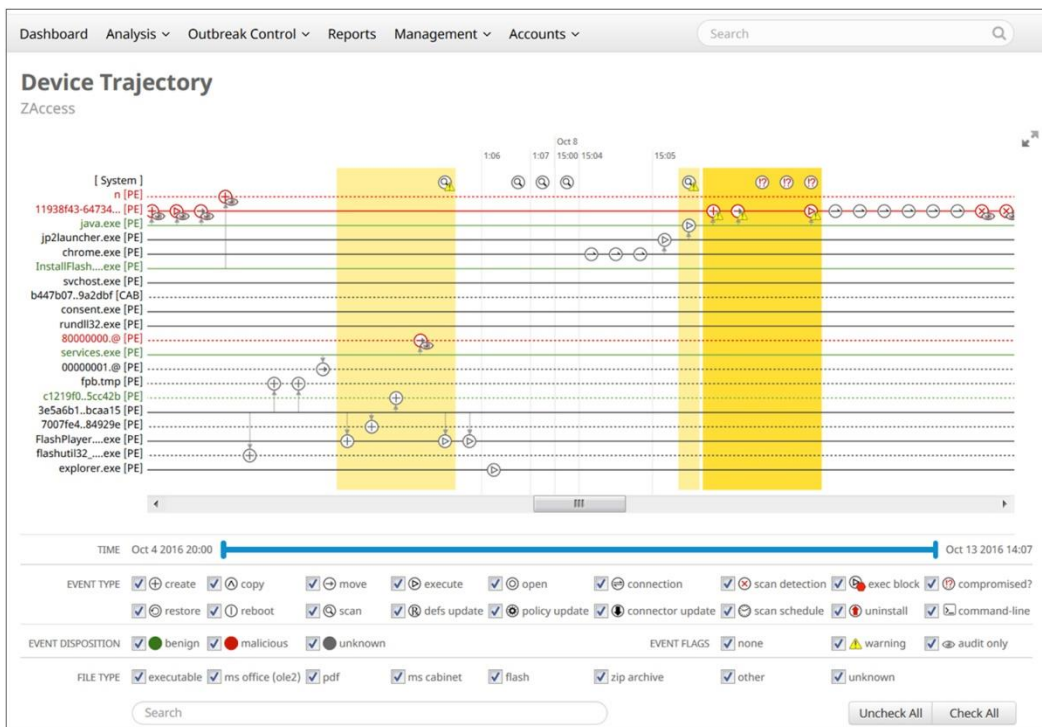 Dashboard Analysis Outbreak Control Reports Management Accounts Search
Device Trajectory
ZAccess
Oct 8
1:06 1:07 15:00 15:04 15:05
[ System ]
n [PE]
11938f43-64734... [PE]
java.exe [PE]
jp2launcher.exe [PE]
chrome.exe [PE]
InstallFlash....exe [PE]
svchost.exe [PE]
b447b07..9a2dbf [CAB]
consent.exe [PE]
rundll32.exe [PE]
80000000.@ [PE]
services.exe [PE]
00000001.@ [PE]
fpb.tmp [PE]
c1219f0..5cc42b [PE]
3e5a6b1..bcaa15 [PE]
7007fe4..84929e [PE]
FlashPlayer....exe [PE]
flashutil32_....exe [PE]
explorer.exe [PE]
TIME Oct 4 2016 20:00 Oct 13 2016 14:07
EVENT TYPE create copy move execute open connection scan detection exec block compromised?
restore reboot scan defs update policy update connector update scan schedule uninstall command-line
EVENT DISPOSITION benign malicious unknown EVENT FLAGS none warning audit only
FILE TYPE executable ms office (ole2) pdf ms cabinet flash zip archive other unknown
Search Uncheck All Check All